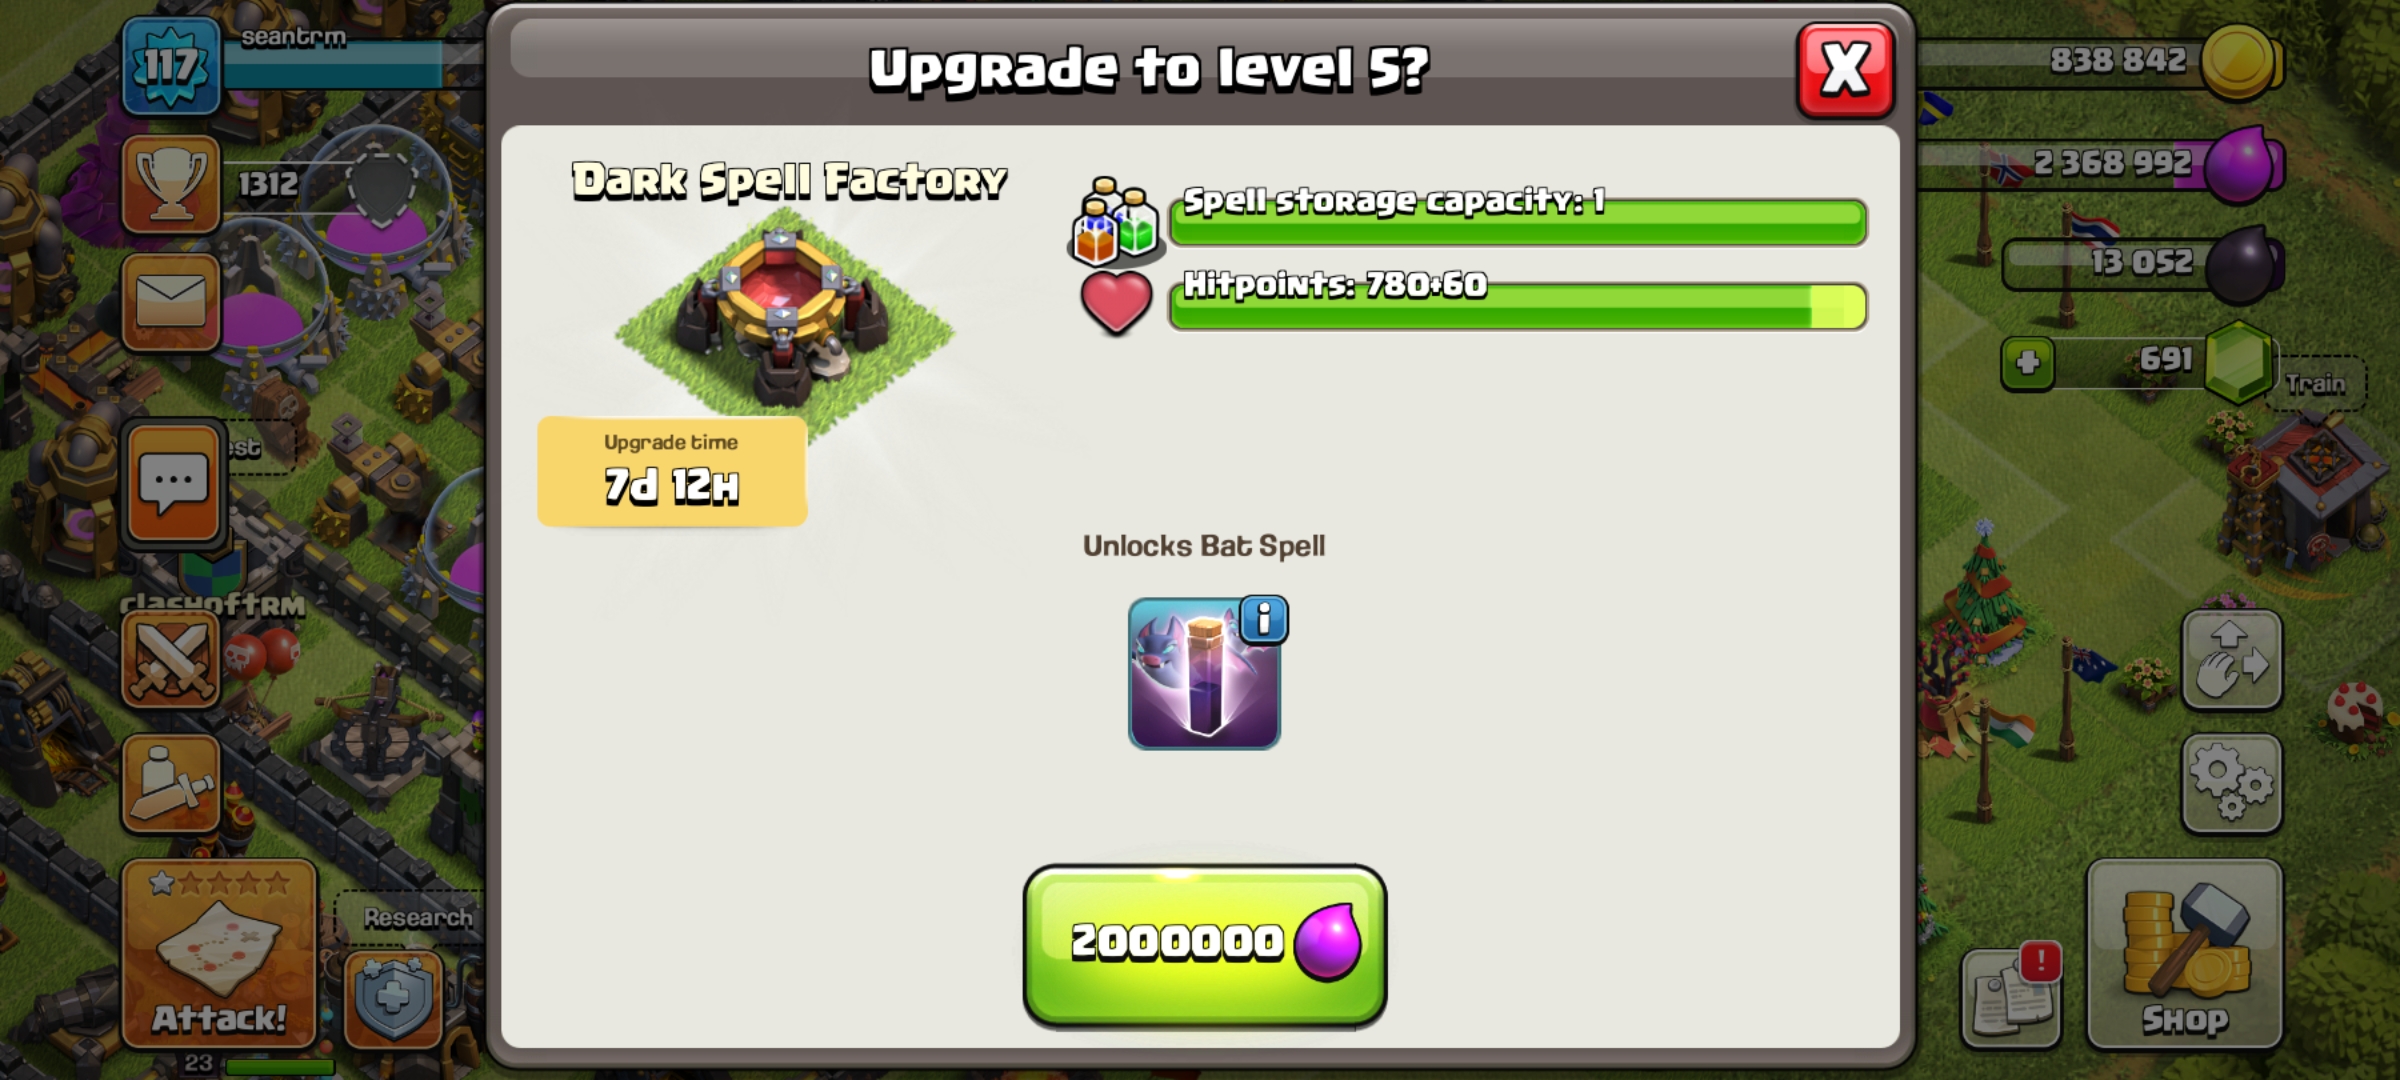 117
seantrm
Upgrade to level 5?
X
838 842
1312
Dark Spell Factory
Spell storage capacity: 1
2 368 992
Hitpoints: 780+60
13 052
691
Train
Upgrade time
7d 12H
est
Unlocks Bat Spell
i
clashoftRM
2000000
Research
Attack!
!
Shop
23